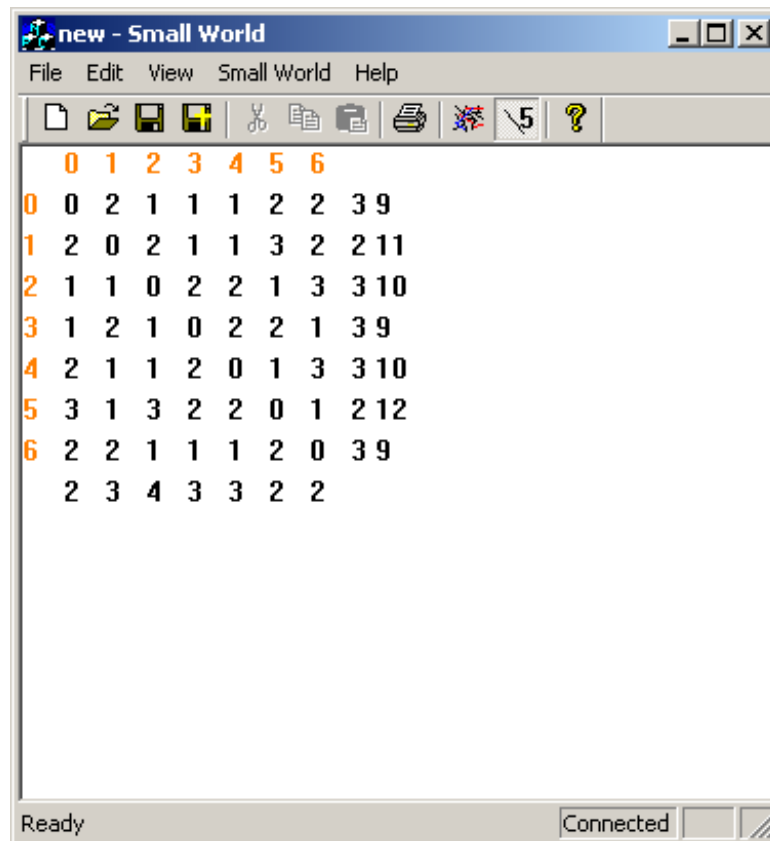 new - Small World
File Edit View Small World Help
5 ?
0 1 2 3 4 5 6
0 0 2 1 1 1 2 2 3 9
1 2 0 2 1 1 3 2 2 11
2 1 1 0 2 2 1 3 3 10
3 1 2 1 0 2 2 1 3 9
4 2 1 1 2 0 1 3 3 10
5 3 1 3 2 2 0 1 2 12
6 2 2 1 1 1 2 0 3 9
2 3 4 3 3 2 2
Ready Connected